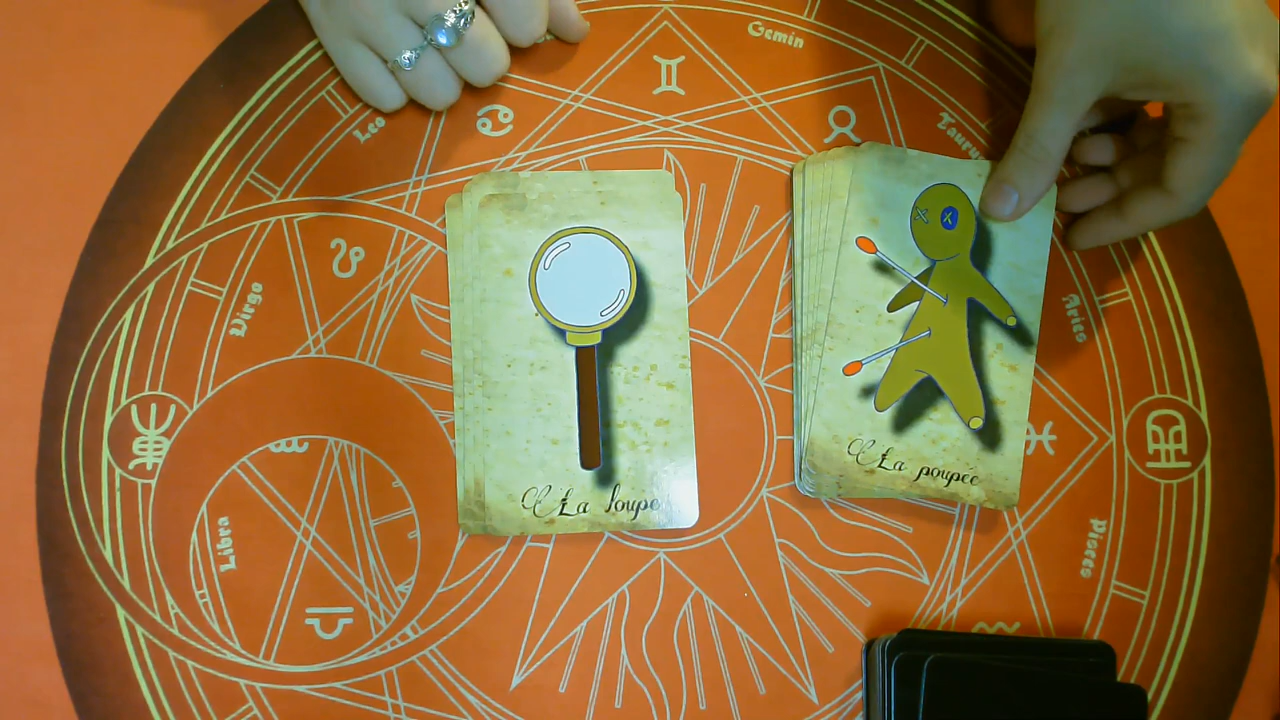 Gemin
Leo
Taurus
Virgo
Aries
La loupe
La poupée
Libra
Pisces